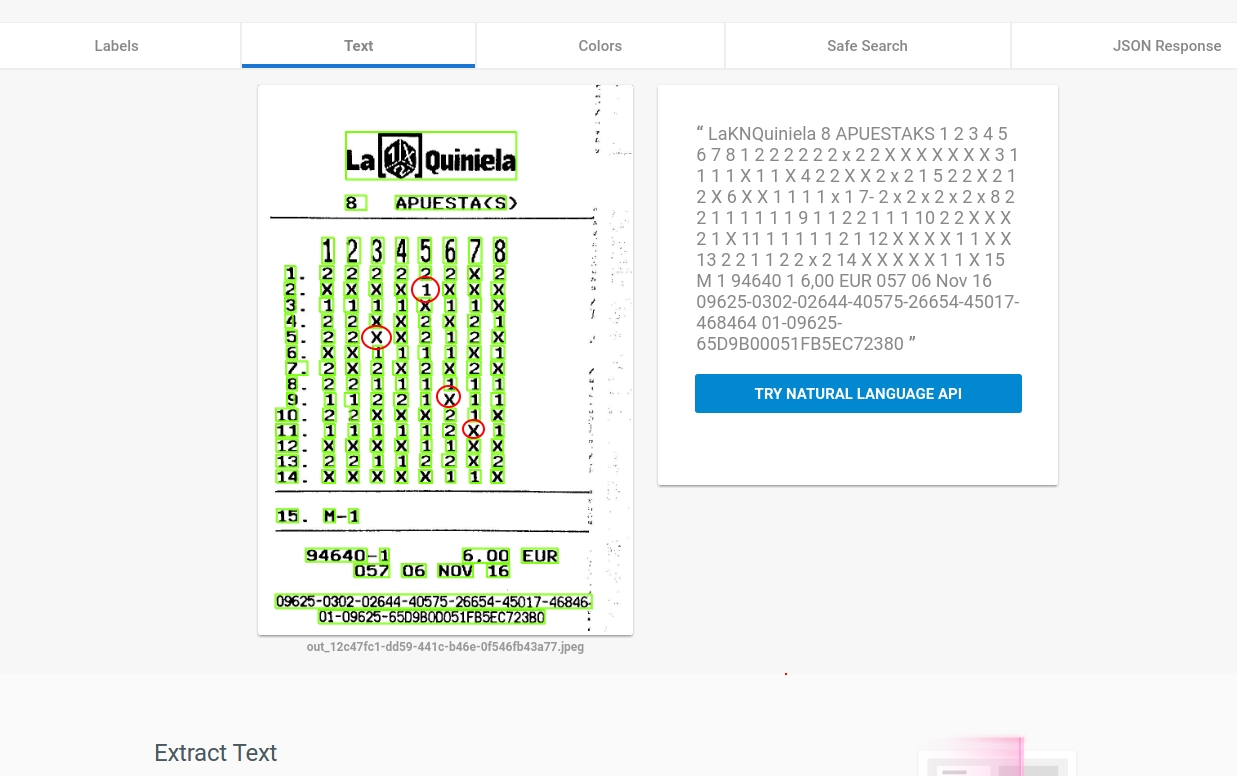 Labels
Text
Colors
Safe Search
JSON Response
La Quiniela
8 APUESTA(S)
1 2 3 4 5 6 7 8
1. 2 2 2 2 2 2 X 2
2. X X X X 1 X X X
3. 1 1 1 1 X 1 1 X
4. 2 2 X X 2 X 2 1
5. 2 2 X X 2 1 2 X
6. X X 1 1 1 1 X 1
7. 2 X 2 X 2 X 2 X
8. 2 2 1 1 1 1 1 1
9. 1 1 2 2 1 X 1 1
10. 2 2 X X X 2 1 X
11. 1 1 1 1 1 2 X 1
12. X X X X 1 1 X X
13. 2 2 1 1 2 2 X 2
14. X X X X X 1 1 X
15. M-1
94640-1 6.00 EUR
057 06 NOV 16
09625-0302-02644-40575-26654-45017-46846
01-09625-65D9B0D051FB5EC723B0
out_12c47fc1-dd59-441c-b46e-0f546fb43a77.jpeg
“ LaKNQuiniela 8 APUESTAKS 1 2 3 4 5
6 7 8 1 2 2 2 2 2 2 x 2 2 X X X X X X X 3 1
1 1 1 X 1 1 X 4 2 2 X X 2 x 2 1 5 2 2 X 2 1
2 X 6 X X 1 1 1 1 x 1 7- 2 x 2 x 2 x 2 x 8 2
2 1 1 1 1 1 1 9 1 1 2 2 1 1 1 10 2 2 X X X
2 1 X 11 1 1 1 1 1 2 1 12 X X X X 1 1 X X
13 2 2 1 1 2 2 x 2 14 X X X X X 1 1 X 15
M 1 94640 1 6,00 EUR 057 06 Nov 16
09625-0302-02644-40575-26654-45017-
468464 01-09625-
65D9B00051FB5EC72380 ”
TRY NATURAL LANGUAGE API
Extract Text